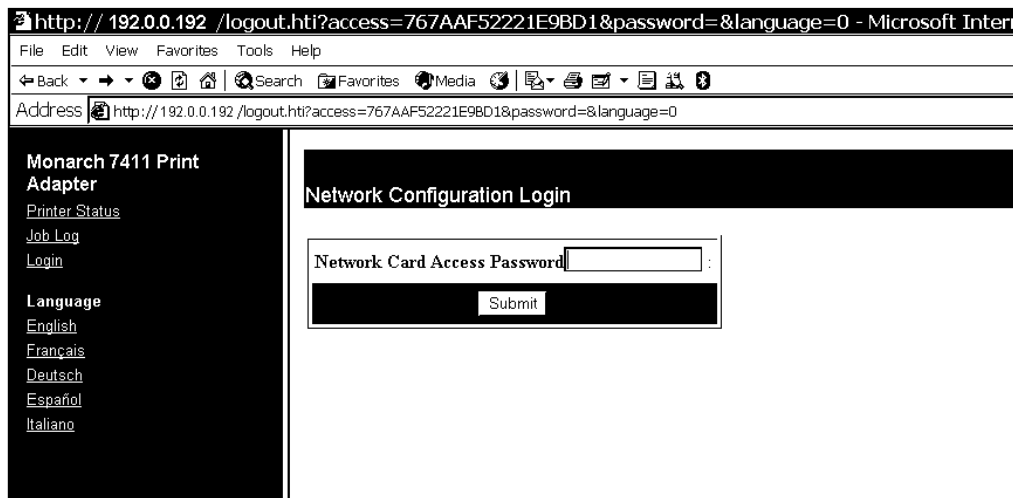 http:// 192.0.0.192 /logout.hti?access=767AAF52221E9BD1&password=&language=0 - Microsoft Inter
File Edit View Favorites Tools Help
Back Search Favorites Media
Address http:// 192.0.0.192 /logout.hti?access=767AAF52221E9BD1&password=&language=0
Monarch 7411 Print
Adapter
Printer Status
Job Log
Login
Language
English
Français
Deutsch
Español
Italiano
Network Configuration Login
Network Card Access Password :
Submit